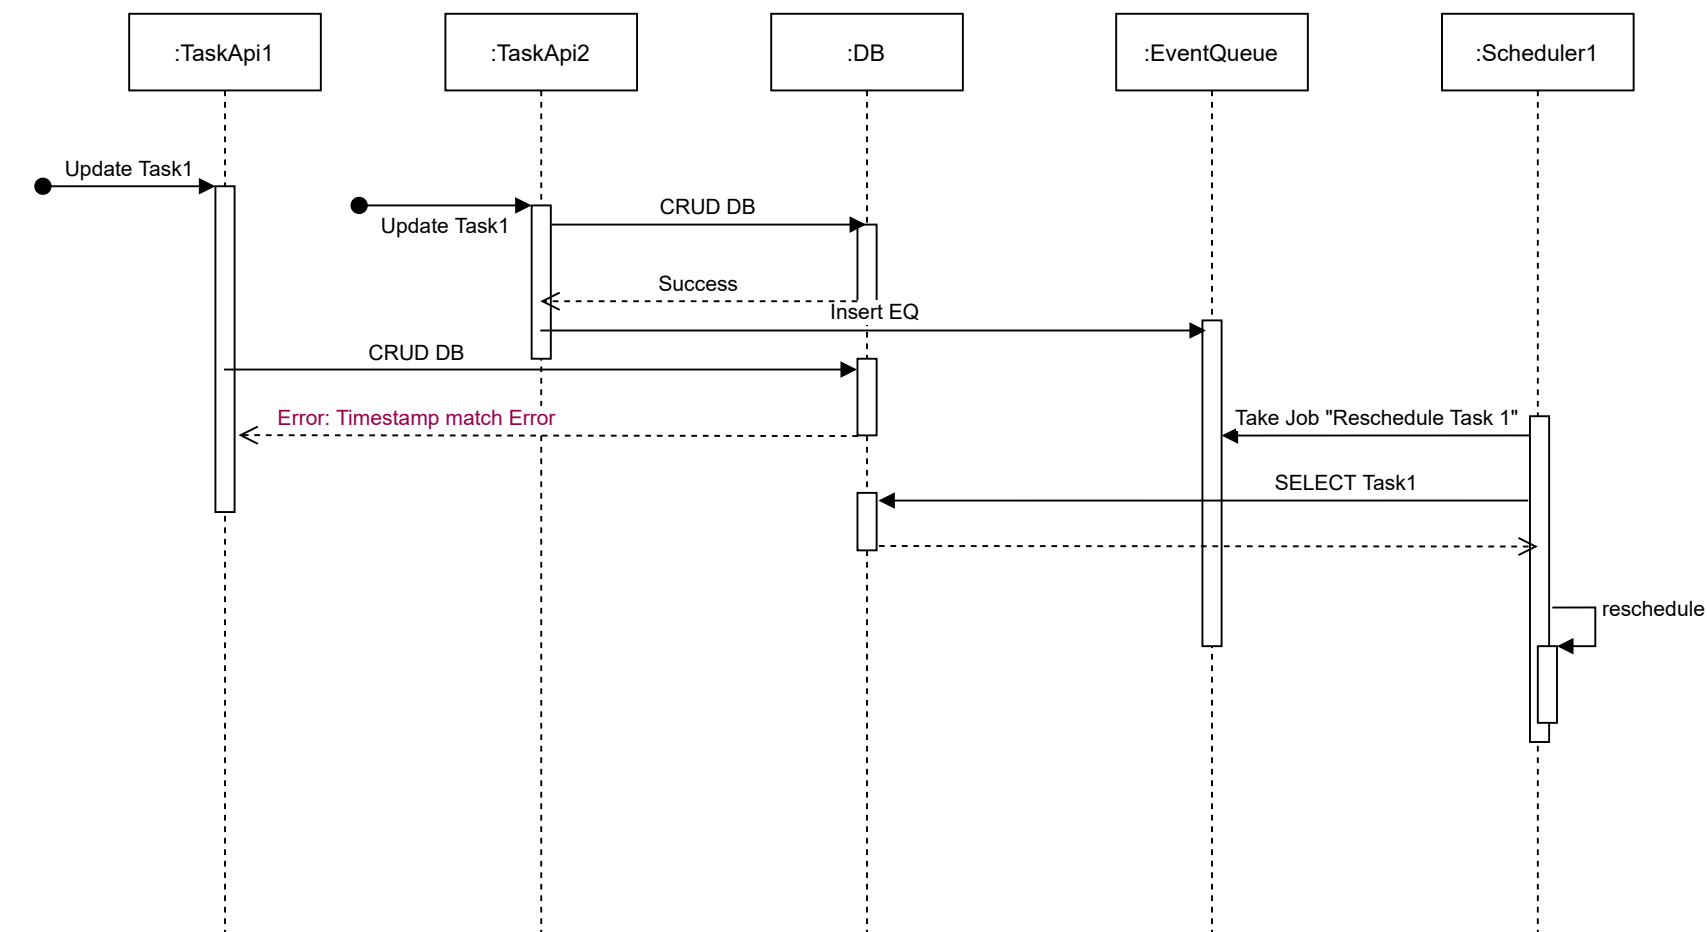 :TaskApi1
:TaskApi2
:DB
:EventQueue
:Scheduler1
Update Task1
Update Task1
CRUD DB
Success
Insert EQ
CRUD DB
Error: Timestamp match Error
Take Job "Reschedule Task 1"
SELECT Task1
reschedule